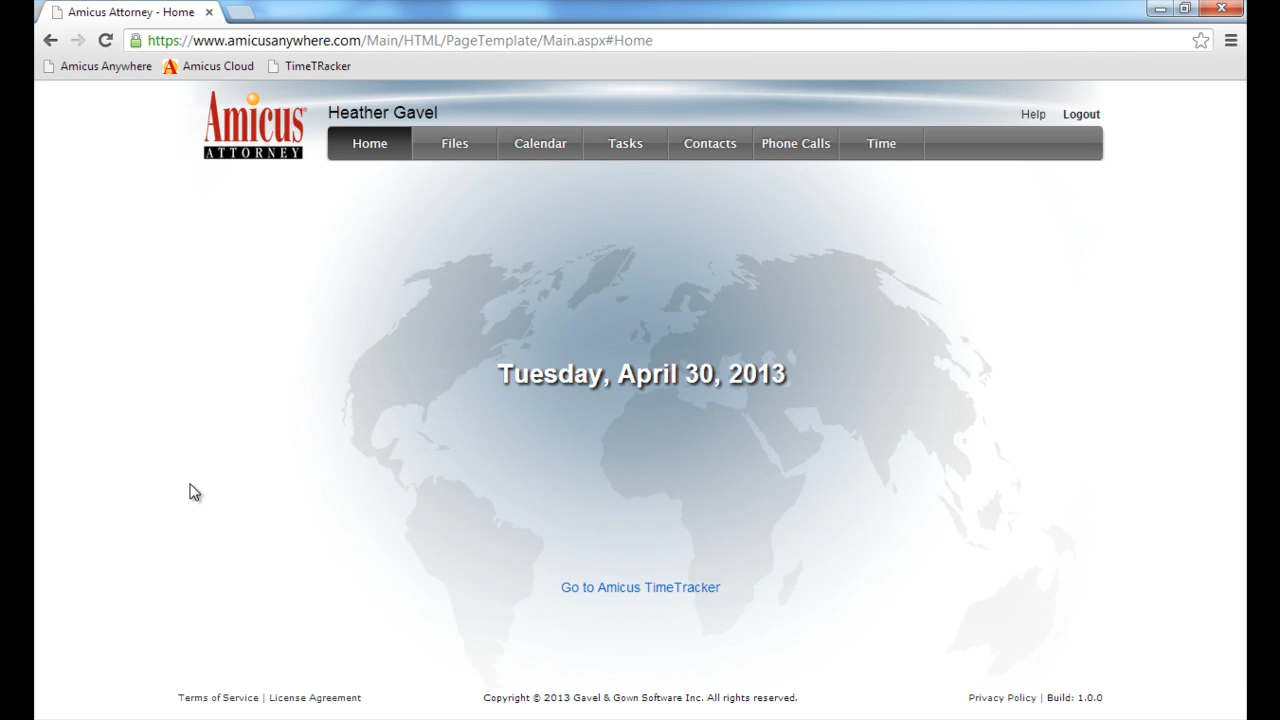 Amicus Attorney - Home
https://www.amicusanywhere.com/Main/HTML/PageTemplate/Main.aspx#Home
Amicus Anywhere Amicus Cloud TimeTRacker
Amicus
ATTORNEY
Heather Gavel
Help Logout
Home Files Calendar Tasks Contacts Phone Calls Time
Tuesday, April 30, 2013
Go to Amicus TimeTracker
Terms of Service | License Agreement Copyright © 2013 Gavel & Gown Software Inc. All rights reserved. Privacy Policy | Build: 1.0.0